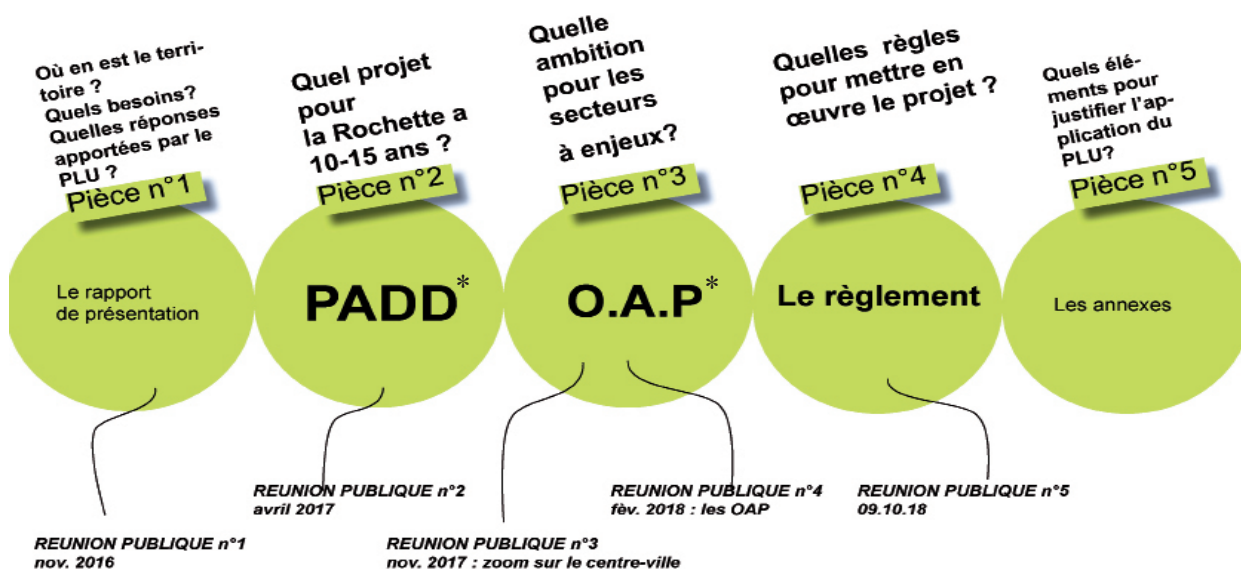 Où en est le terri-
toire ?
Quels besoins?
Quelles réponses
apportées par le
PLU ?
Pièce n°1
Le rapport
de présentation
REUNION PUBLIQUE n°1
nov. 2016
Quel projet
pour
la Rochette a
10-15 ans ?
Pièce n°2
PADD*
REUNION PUBLIQUE n°2
avril 2017
Quelle
ambition
pour les
secteurs
à enjeux?
Pièce n°3
O.A.P*
REUNION PUBLIQUE n°3
nov. 2017 : zoom sur le centre-ville
REUNION PUBLIQUE n°4
fèv. 2018 : les OAP
Quelles règles
pour mettre en
œuvre le projet ?
Pièce n°4
Le règlement
REUNION PUBLIQUE n°5
09.10.18
Quels élé-
ments pour
justifier l'ap-
plication du
PLU?
Pièce n°5
Les annexes